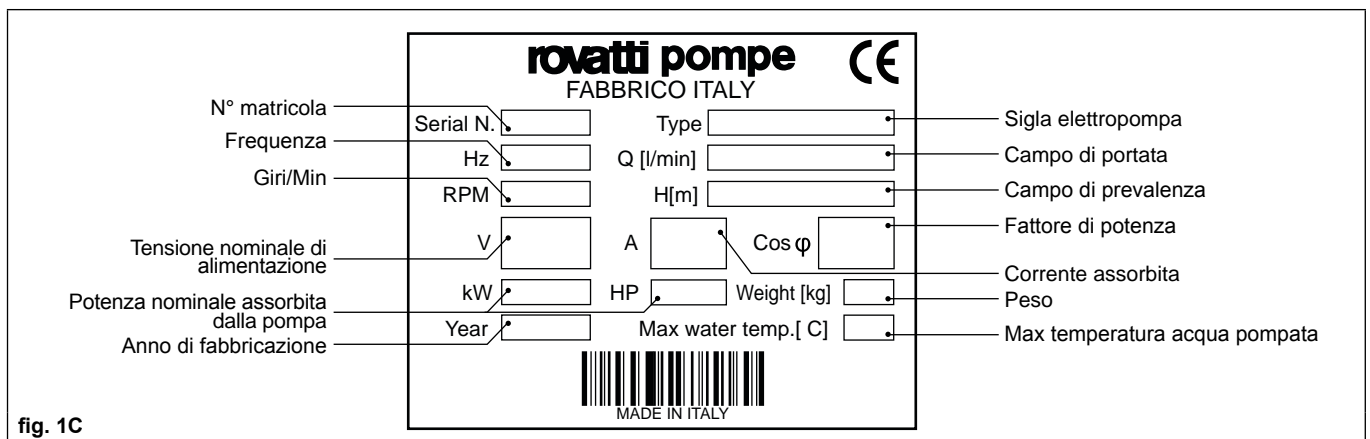 rovatti pompe CE
FABBRICO ITALY
N° matricola
Serial N.
Type
Sigla elettropompa
Frequenza
Hz
Q [l/min]
Campo di portata
Giri/Min
RPM
H[m]
Campo di prevalenza
Tensione nominale di
alimentazione
V
A
Cos φ
Fattore di potenza
Corrente assorbita
Potenza nominale assorbita
dalla pompa
kW
HP
Weight [kg]
Peso
Anno di fabbricazione
Year
Max water temp.[ C]
Max temperatura acqua pompata
MADE IN ITALY
fig. 1C